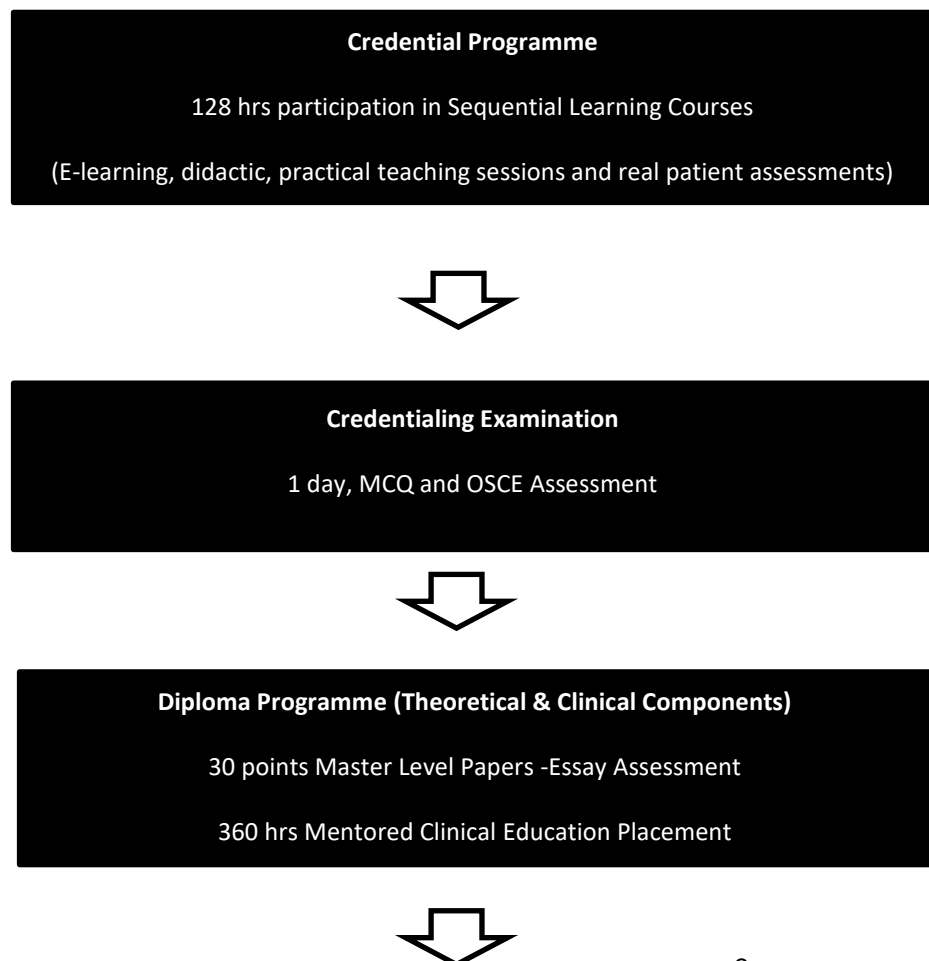 Credential Programme
128 hrs participation in Sequential Learning Courses
(E-learning, didactic, practical teaching sessions and real patient assessments)
Credentialing Examination
1 day, MCQ and OSCE Assessment
Diploma Programme (Theoretical & Clinical Components)
30 points Master Level Papers -Essay Assessment
360 hrs Mentored Clinical Education Placement